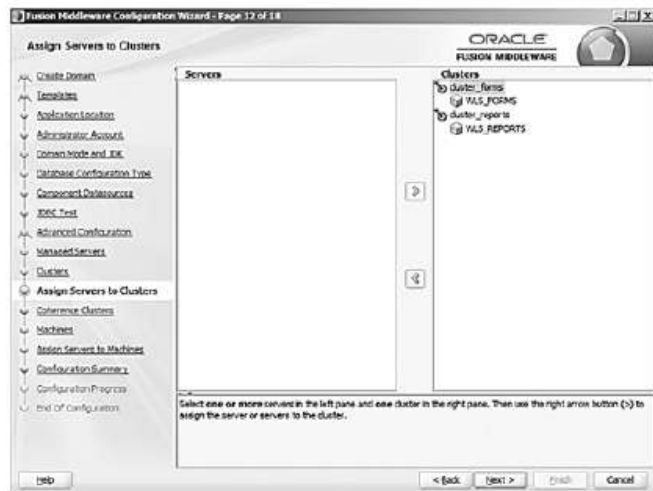 Fusion Middleware Configuration Wizard - Page 12 of 18
Assign Servers to Clusters
ORACLE
FUSION MIDDLEWARE
Create Domain
Templates
Application Location
Administrator Account
Domain Mode and JDK
Database Configuration Type
Component Datasources
JDBC Test
Advanced Configuration
Managed Servers
Clusters
Assign Servers to Clusters
Coherence Clusters
Machines
Assign Servers to Machines
Configuration Summary
Configuration Progress
End Of Configuration
Servers
Clusters
cluster_forms
WLS_FORMS
cluster_reports
WLS_REPORTS
Select one or more servers in the left pane and one cluster in the right pane. Then use the right arrow button (>) to
assign the server or servers to the cluster.
Help
< Back
Next >
Finish
Cancel